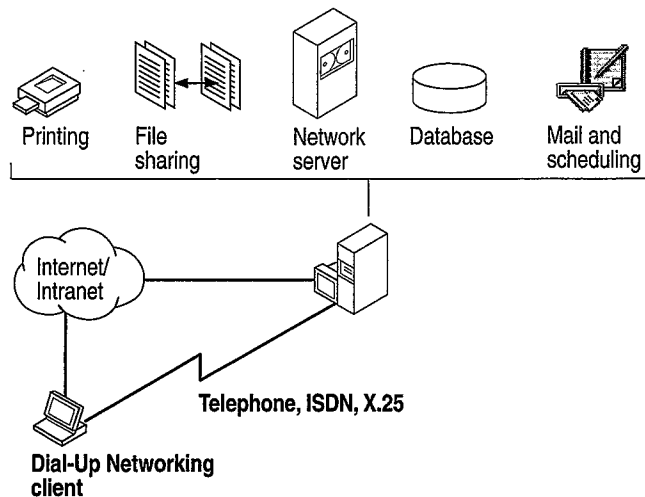 Printing
File
sharing
Network
server
Database
Mail and
scheduling
Internet/
Intranet
Telephone, ISDN, X.25
Dial-Up Networking
client